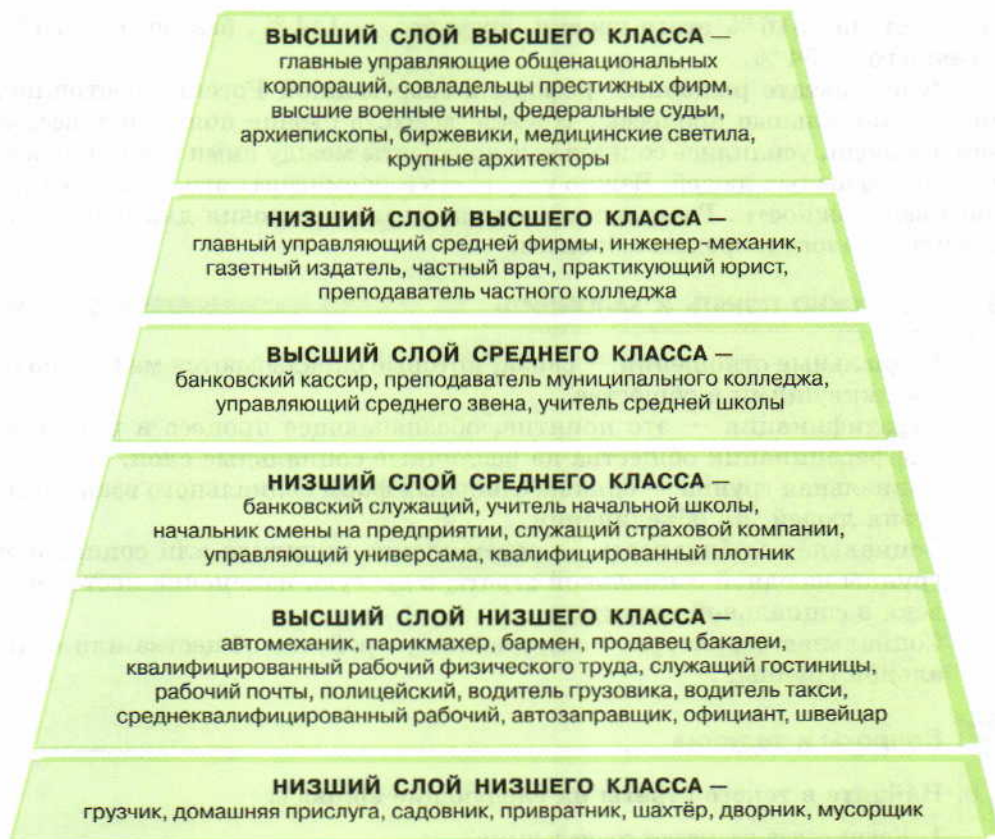 ВЫСШИЙ СЛОЙ ВЫСШЕГО КЛАССА —
главные управляющие общенациональных
корпораций, совладельцы престижных фирм,
высшие военные чины, федеральные судьи,
архиепископы, биржевики, медицинские светила,
крупные архитекторы
НИЗШИЙ СЛОЙ ВЫСШЕГО КЛАССА —
главный управляющий средней фирмы, инженер-механик,
газетный издатель, частный врач, практикующий юрист,
преподаватель частного колледжа
ВЫСШИЙ СЛОЙ СРЕДНЕГО КЛАССА —
банковский кассир, преподаватель муниципального колледжа,
управляющий среднего звена, учитель средней школы
НИЗШИЙ СЛОЙ СРЕДНЕГО КЛАССА —
банковский служащий, учитель начальной школы,
начальник смены на предприятии, служащий страховой компании,
управляющий универсама, квалифицированный плотник
ВЫСШИЙ СЛОЙ НИЗШЕГО КЛАССА —
автомеханик, парикмахер, бармен, продавец бакалеи,
квалифицированный рабочий физического труда, служащий гостиницы,
рабочий почты, полицейский, водитель грузовика, водитель такси,
среднеквалифицированный рабочий, автозаправщик, официант, швейцар
НИЗШИЙ СЛОЙ НИЗШЕГО КЛАССА —
грузчик, домашняя прислуга, садовник, привратник, шахтёр, дворник, мусорщик